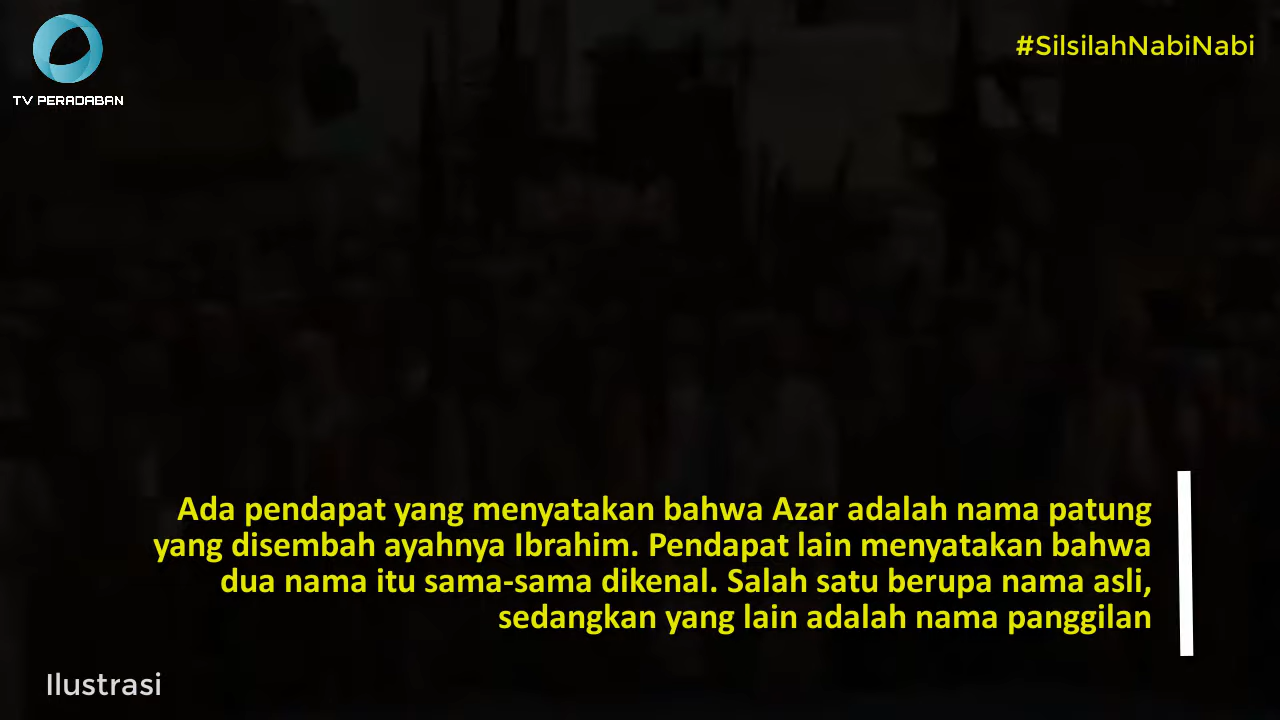 #SilsilahNabiNabi
TV PERADABAN
Ada pendapat yang menyatakan bahwa Azar adalah nama patung
yang disembah ayahnya Ibrahim. Pendapat lain menyatakan bahwa
dua nama itu sama-sama dikenal. Salah satu berupa nama asli,
sedangkan yang lain adalah nama panggilan
Ilustrasi